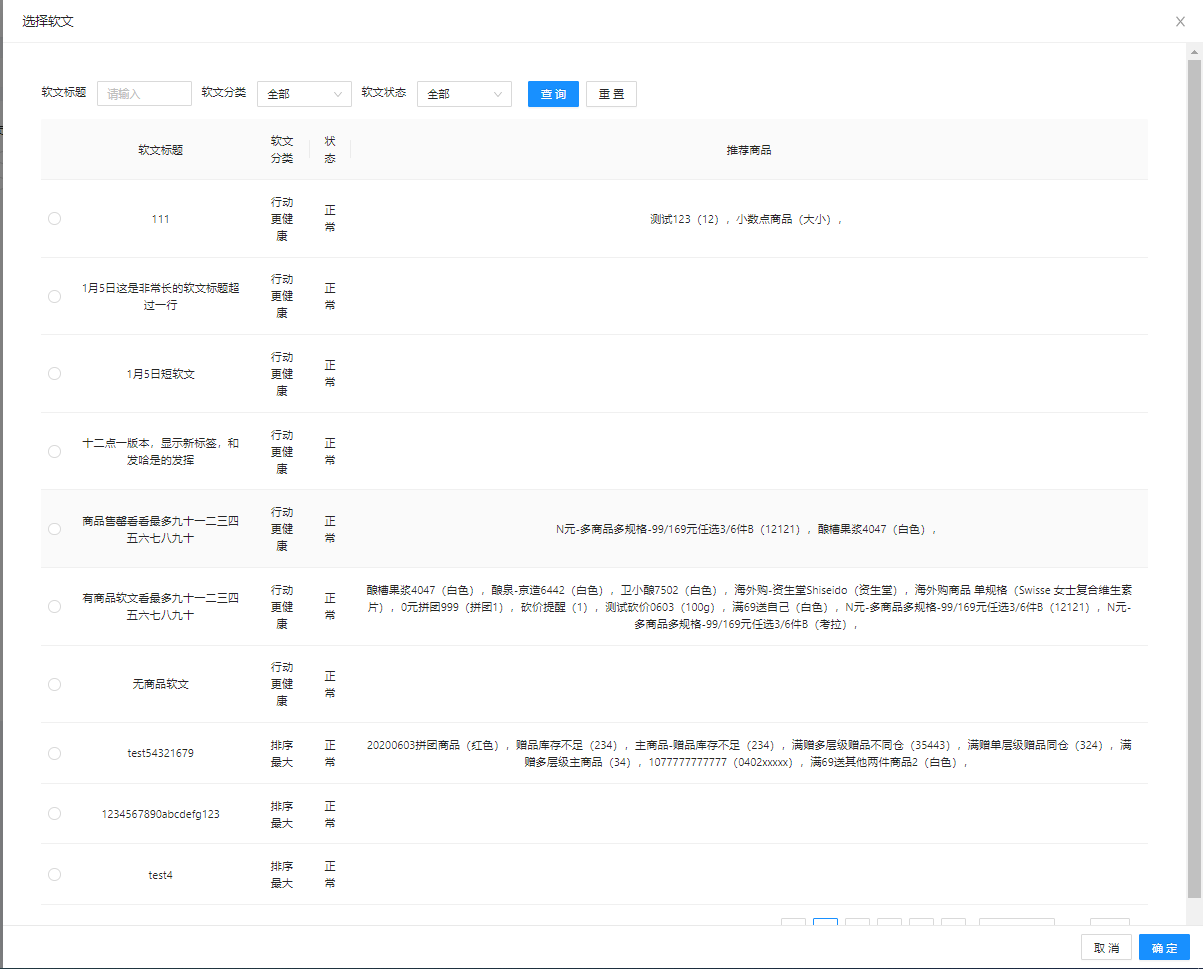 选择软文
软文标题 请输入 软文分类 全部 软文状态 全部 查 询 重 置
软文标题 软文分类 状态 推荐商品
111 行动更健康 正常 测试123（12），小数点商品（大小），
1月5日这是非常长的软文标题超过一行 行动更健康 正常
1月5日短软文 行动更健康 正常
十二点一版本，显示新标签，和发哈是的发挥 行动更健康 正常
商品售罄看看最多九十一二三四五六七八九十 行动更健康 正常 N元-多商品多规格-99/169元任选3/6件B（12121），酿糟果浆4047（白色），
有商品软文看最多九十一二三四五六七八九十 行动更健康 正常 酿糟果浆4047（白色），酿泉-京造6442（白色），卫小酿7502（白色），海外购-资生堂Shiseido（资生堂），海外购商品 单规格（Swisse 女士复合维生素片），0元拼团999（拼团1），砍价提醒（1），测试砍价0603（100g），满69送自己（白色），N元-多商品多规格-99/169元任选3/6件B（12121），N元-多商品多规格-99/169元任选3/6件B（考拉），
无商品软文 行动更健康 正常
test54321679 排序最大 正常 20200603拼团商品（红色），赠品库存不足（234），主商品-赠品库存不足（234），满赠多层级赠品不同仓（35443），满赠单层级赠品同仓（324），满赠多层级主商品（34），1077777777777（0402xxxxx），满69送其他两件商品2（白色），
1234567890abcdefg123 排序最大 正常
test4 排序最大 正常
取 消 确 定